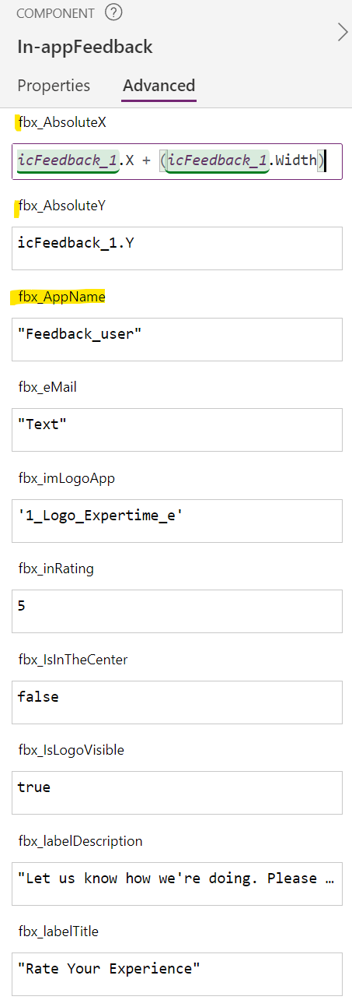 COMPONENT ?
In-appFeedback
Properties Advanced
fbx_AbsoluteX
icFeedback_1.X + (icFeedback_1.Width)
fbx_AbsoluteY
icFeedback_1.Y
fbx_AppName
"Feedback_user"
fbx_eMail
"Text"
fbx_imLogoApp
'1_Logo_Expertime_e'
fbx_inRating
5
fbx_IsInTheCenter
false
fbx_IsLogoVisible
true
fbx_labelDescription
"Let us know how we're doing. Please …
fbx_labelTitle
"Rate Your Experience"